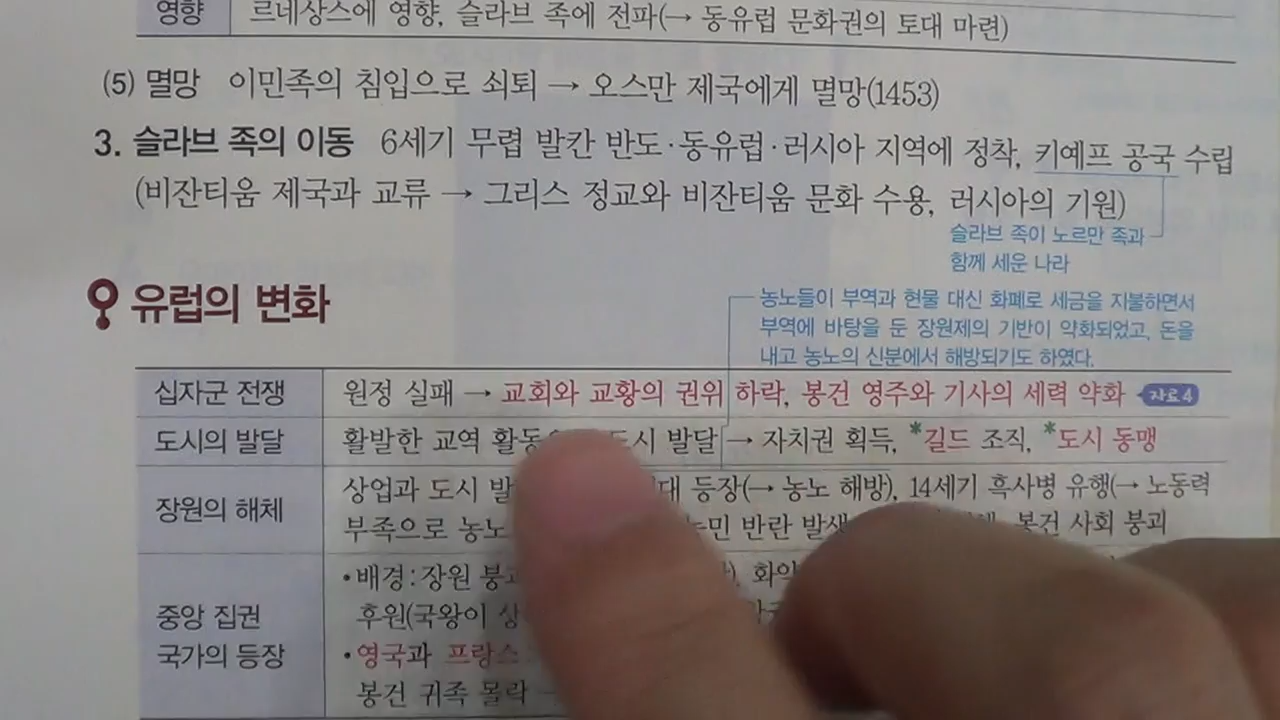 영향 르네상스에 영향, 슬라브 족에 전파(→ 동유럽 문화권의 토대 마련)
(5) 멸망 이민족의 침입으로 쇠퇴 → 오스만 제국에게 멸망(1453)
3. 슬라브 족의 이동 6세기 무렵 발칸 반도·동유럽·러시아 지역에 정착, 키예프 공국 수립
(비잔티움 제국과 교류 → 그리스 정교와 비잔티움 문화 수용, 러시아의 기원)
슬라브 족이 노르만 족과
함께 세운 나라
유럽의 변화
농노들이 부역과 현물 대신 화폐로 세금을 지불하면서
부역에 바탕을 둔 장원제의 기반이 약화되었고, 돈을
내고 농노의 신분에서 해방되기도 하였다.
십자군 전쟁 원정 실패 → 교회와 교황의 권위 하락, 봉건 영주와 기사의 세력 약화 자료4
도시의 발달 활발한 교역 도시 발달 → 자치권 획득, *길드 조직, *도시 동맹
장원의 해체
상업과 도시 등장(→ 농노 해방), 14세기 흑사병 유행(→ 노동력
부족으로 반란 발생 봉건 사회 붕괴
중앙 집권
국가의 등장
•배경: 장원
후원(국왕이
•영국과 프랑스
봉건 귀족 몰락